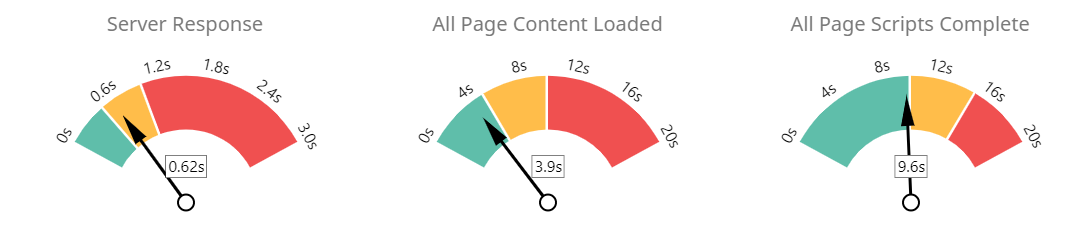 Server Response
0s
0.6s
1.2s
1.8s
2.4s
3.0s
0.62s
All Page Content Loaded
0s
4s
8s
12s
16s
20s
3.9s
All Page Scripts Complete
0s
4s
8s
12s
16s
20s
9.6s